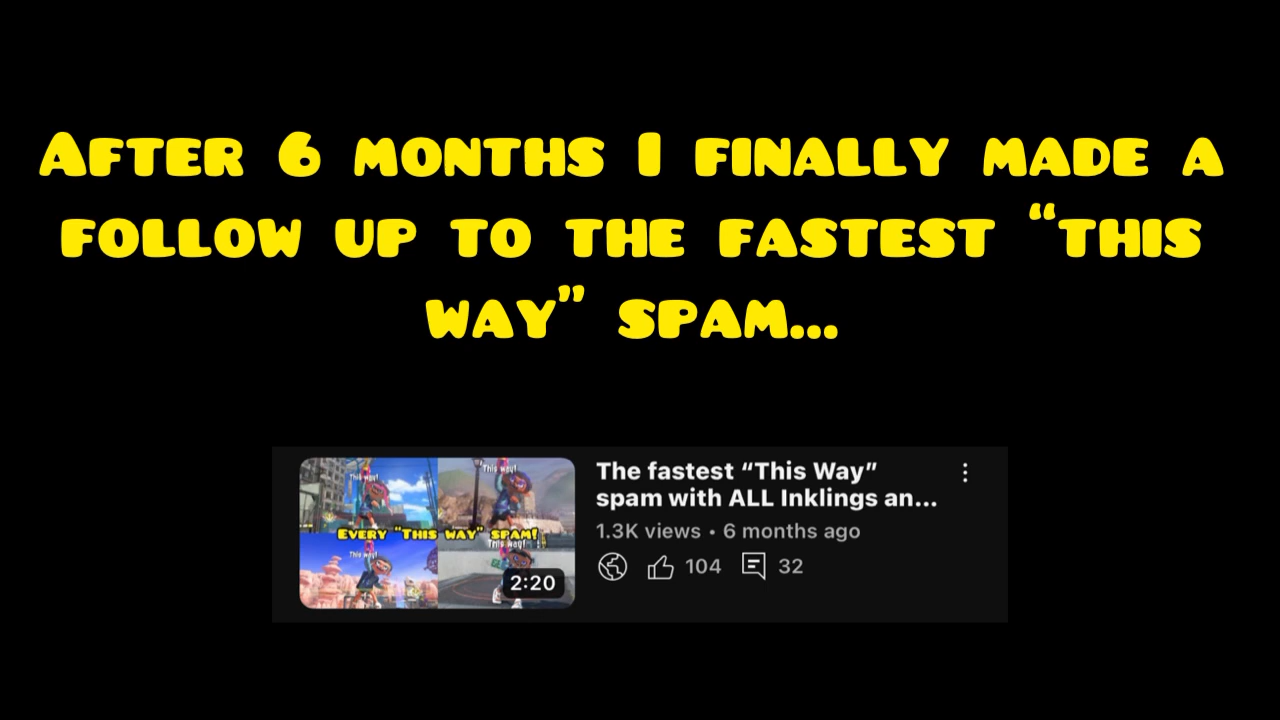 AFTER 6 MONTHS I FINALLY MADE A
FOLLOW UP TO THE FASTEST “THIS
WAY” SPAM...
This way!
This way!
EVERY “THIS WAY” SPAM!
This way!
This way!
2:20
The fastest “This Way”
spam with ALL Inklings an...
1.3K views • 6 months ago
104
32